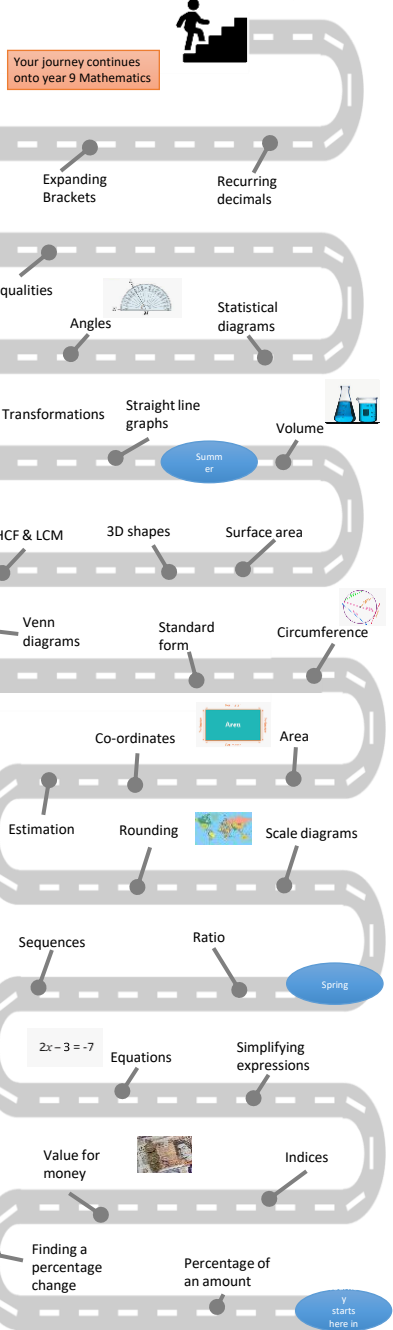 Your journey continues
onto year 9 Mathematics
Expanding
Brackets
Recurring
decimals
qualities
Angles
Statistical
diagrams
Transformations
Straight line
graphs
Volume
Summ
er
HCF & LCM
3D shapes
Surface area
Venn
diagrams
Standard
form
Circumference
Co-ordinates
Area
Area
Estimation
Rounding
Scale diagrams
Sequences
Ratio
Spring
2x – 3 = -7
Equations
Simplifying
expressions
Value for
money
Indices
Finding a
percentage
change
Percentage of
an amount
y
starts
here in